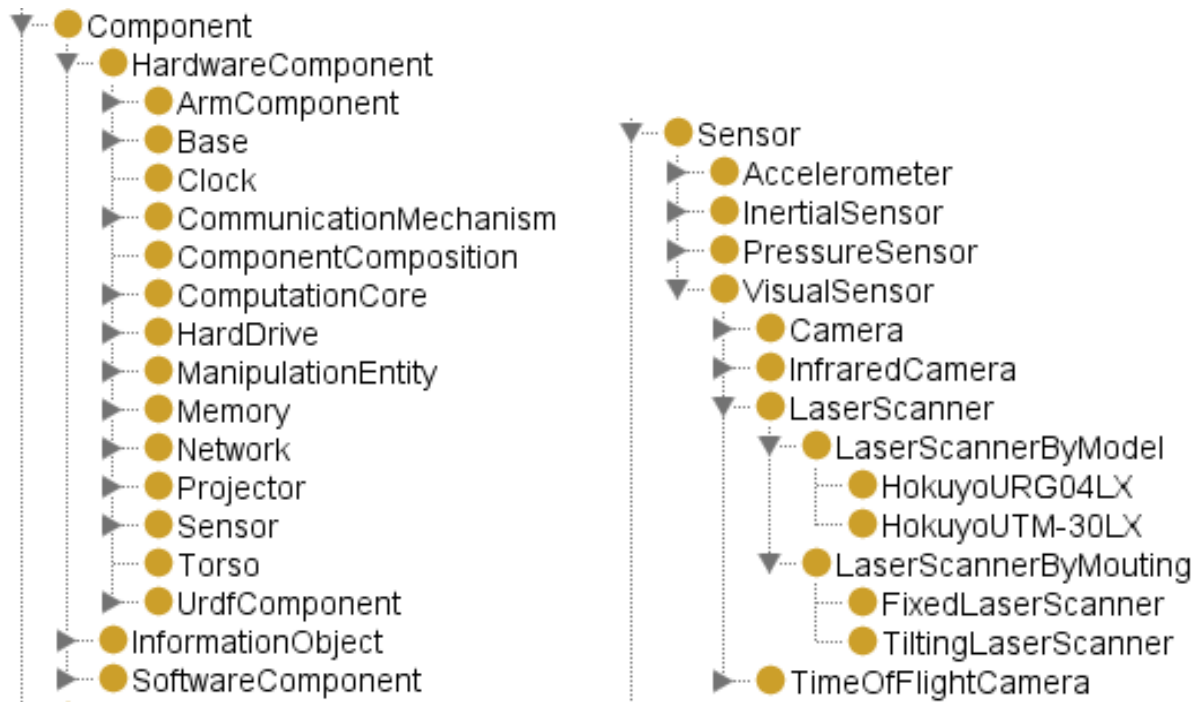 Component
HardwareComponent
ArmComponent
Base
Clock
CommunicationMechanism
ComponentComposition
ComputationCore
HardDrive
ManipulationEntity
Memory
Network
Projector
Sensor
Torso
UrdfComponent
InformationObject
SoftwareComponent
Sensor
Accelerometer
InertialSensor
PressureSensor
VisualSensor
Camera
InfraredCamera
LaserScanner
LaserScannerByModel
HokuyoURG04LX
HokuyoUTM-30LX
LaserScannerByMouting
FixedLaserScanner
TiltingLaserScanner
TimeOfFlightCamera